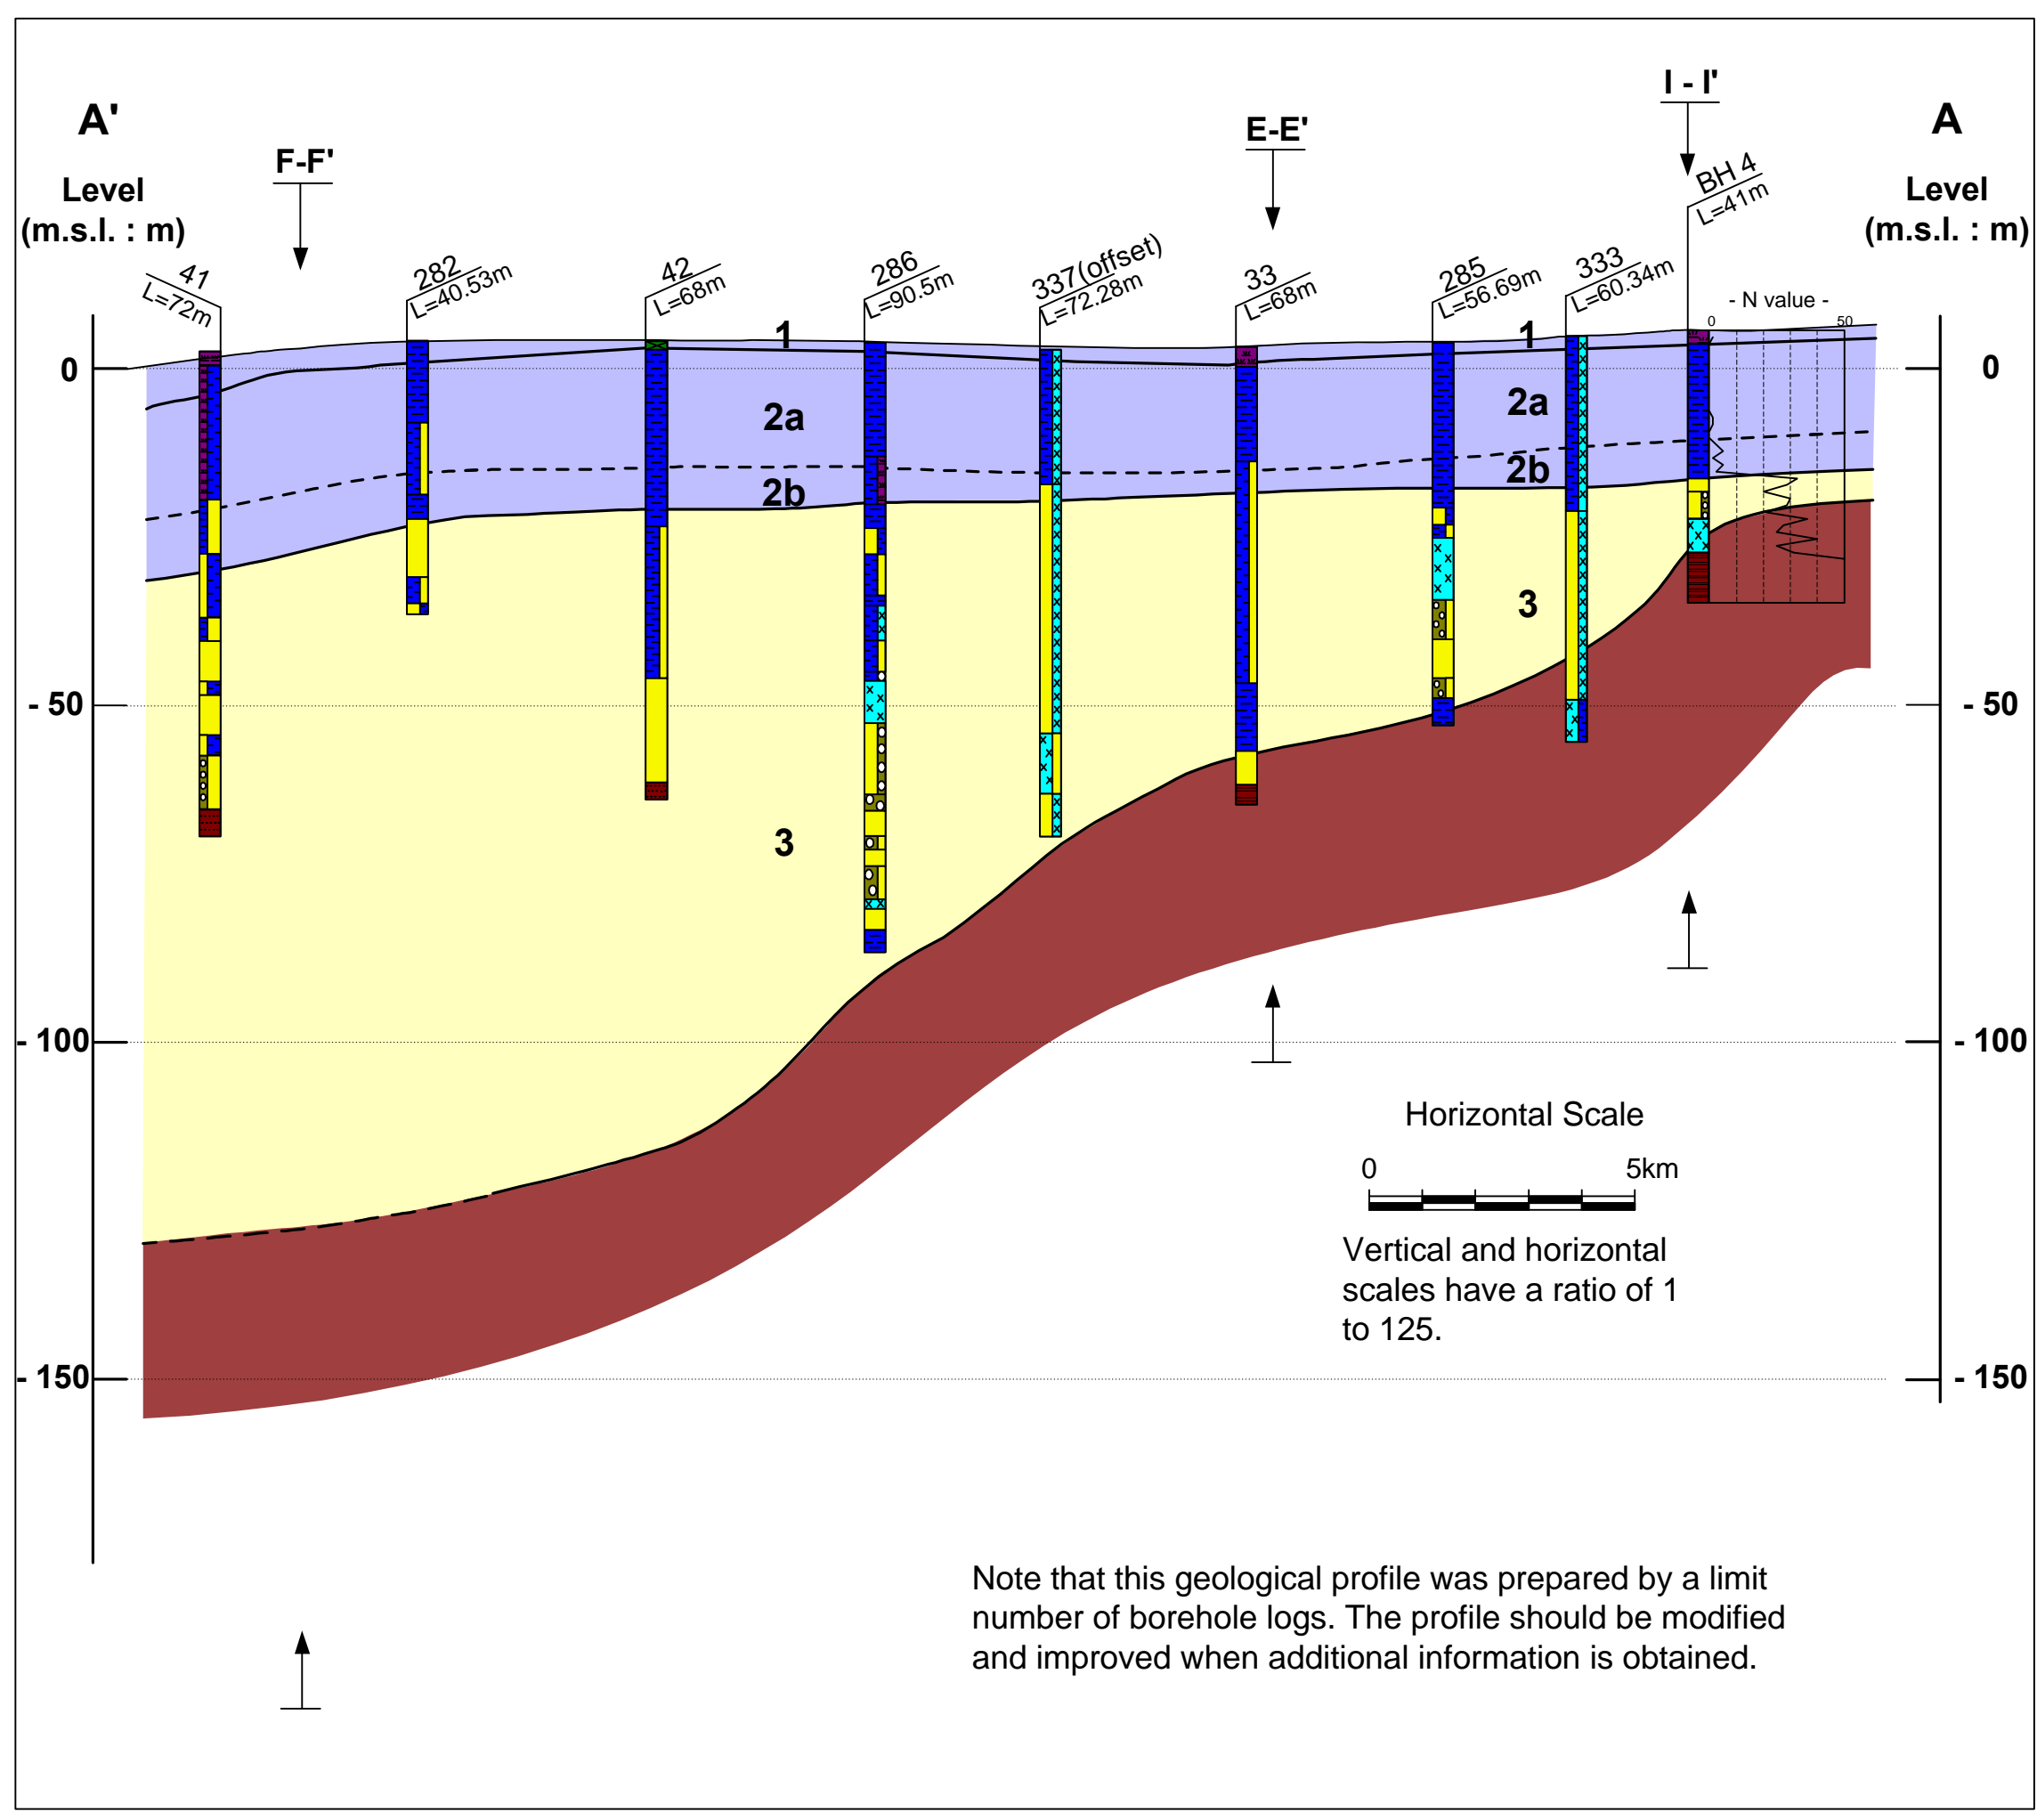 I - I'
A'
E-E'
A
F-F'
BH 4
L=41m
Level
(m.s.l. : m)
Level
(m.s.l. : m)
41
L=72m
282
L=40.53m
42
L=68m
286
L=90.5m
337(offset)
L=72.28m
33
L=68m
285
L=56.69m
333
L=60.34m
- N value -
0
50
1
1
0
0
2a
2a
2b
2b
3
- 50
- 50
3
- 100
- 100
Horizontal Scale
0
5km
Vertical and horizontal
scales have a ratio of 1
to 125.
- 150
- 150
Note that this geological profile was prepared by a limit
number of borehole logs. The profile should be modified
and improved when additional information is obtained.